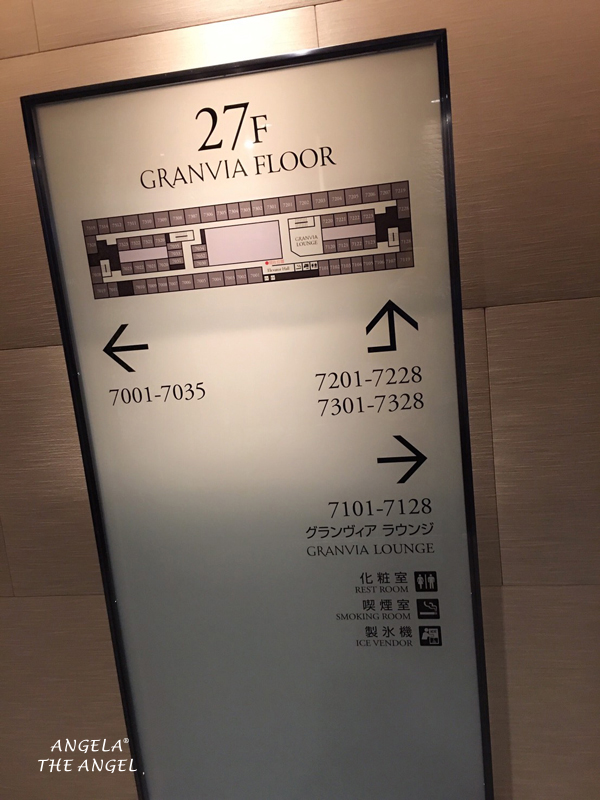 27F
GRANVIA FLOOR
GRANVIA
LOUNGE
Elevator Hall
7001-7035
7201-7228
7301-7328
7101-7128
グランヴィア ラウンジ
GRANVIA LOUNGE
化粧室
REST ROOM
喫煙室
SMOKING ROOM
製氷機
ICE VENDOR
ANGELA®
THE ANGEL.